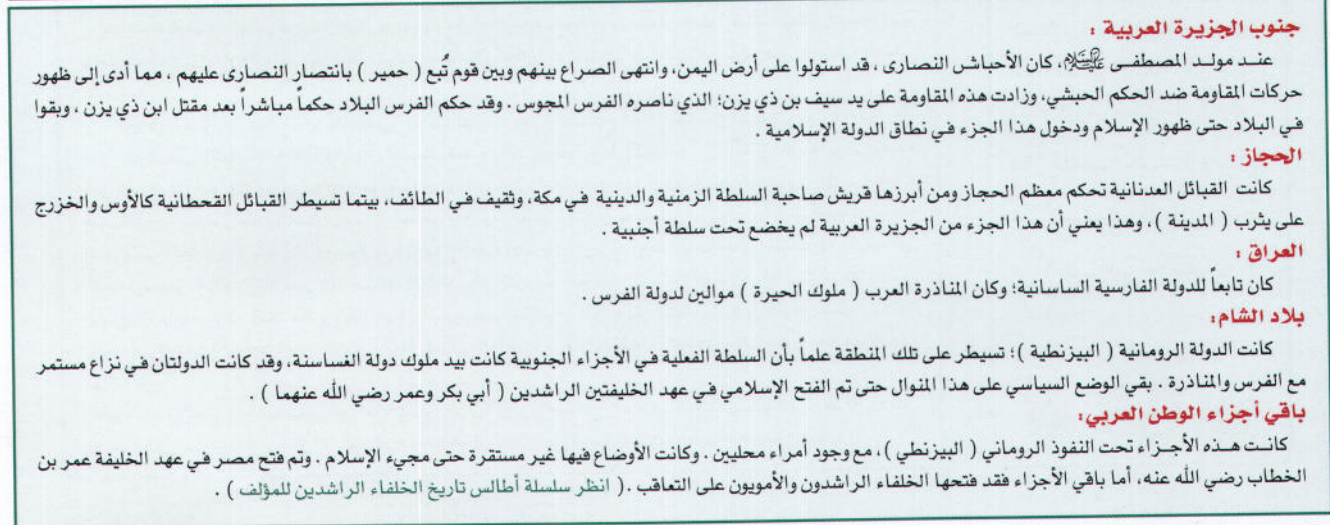 جنوب الجزيرة العربية :
عند مولد المصطفى ﷺ، كان الأحباش النصارى ، قد استولوا على أرض اليمن، وانتهى الصراع بينهم وبين قوم تُبع ( حمير ) بانتصار النصارى عليهم ، مما أدى إلى ظهور
حركات المقاومة ضد الحكم الحبشي، وزادت هذه المقاومة على يد سيف بن ذي يزن؛ الذي ناصره الفرس المجوس . وقد حكم الفرس البلاد حكماً مباشراً بعد مقتل ابن ذي يزن ، وبقوا
في البلاد حتى ظهور الإسلام ودخول هذا الجزء في نطاق الدولة الإسلامية .
الحجاز :
كانت القبائل العدنانية تحكم معظم الحجاز ومن أبرزها قريش صاحبة السلطة الزمنية والدينية في مكة، وثقيف في الطائف، بينما تسيطر القبائل القحطانية كالأوس والخزرج
على يثرب ( المدينة ) ، وهذا يعني أن هذا الجزء من الجزيرة العربية لم يخضع تحت سلطة أجنبية .
العراق :
كان تابعاً للدولة الفارسية الساسانية؛ وكان المناذرة العرب ( ملوك الحيرة ) موالين لدولة الفرس .
بلاد الشام:
كانت الدولة الرومانية ( البيزنطية )؛ تسيطر على تلك المنطقة علماً بأن السلطة الفعلية في الأجزاء الجنوبية كانت بيد ملوك دولة الغساسنة، وقد كانت الدولتان في نزاع مستمر
مع الفرس والمناذرة . بقي الوضع السياسي على هذا المنوال حتى تم الفتح الإسلامي في عهد الخليفتين الراشدين ( أبي بكر وعمر رضي الله عنهما ) .
باقي أجزاء الوطن العربي:
كانت هذه الأجزاء تحت النفوذ الروماني ( البيزنطي ) ، مع وجود أمراء محليين . وكانت الأوضاع فيها غير مستقرة حتى مجيء الإسلام . وتم فتح مصر في عهد الخليفة عمر بن
الخطاب رضي الله عنه، أما باقي الأجزاء فقد فتحها الخلفاء الراشدون والأمويون على التعاقب . ( انظر سلسلة أطالس تاريخ الخلفاء الراشدين للمؤلف ) .